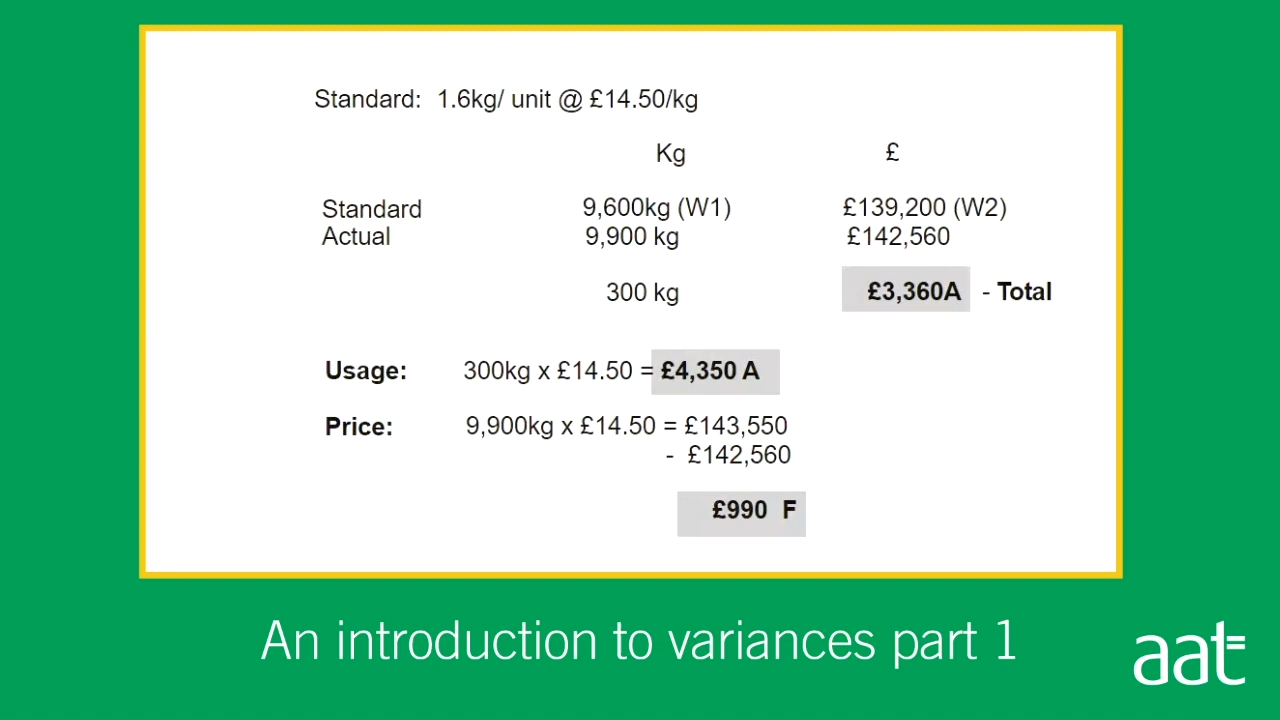 Standard: 1.6kg/ unit @ £14.50/kg
Kg £
Standard 9,600kg (W1) £139,200 (W2)
Actual 9,900 kg £142,560
300 kg £3,360A - Total
Usage: 300kg x £14.50 = £4,350 A
Price: 9,900kg x £14.50 = £143,550
- £142,560
£990 F
An introduction to variances part 1
aat